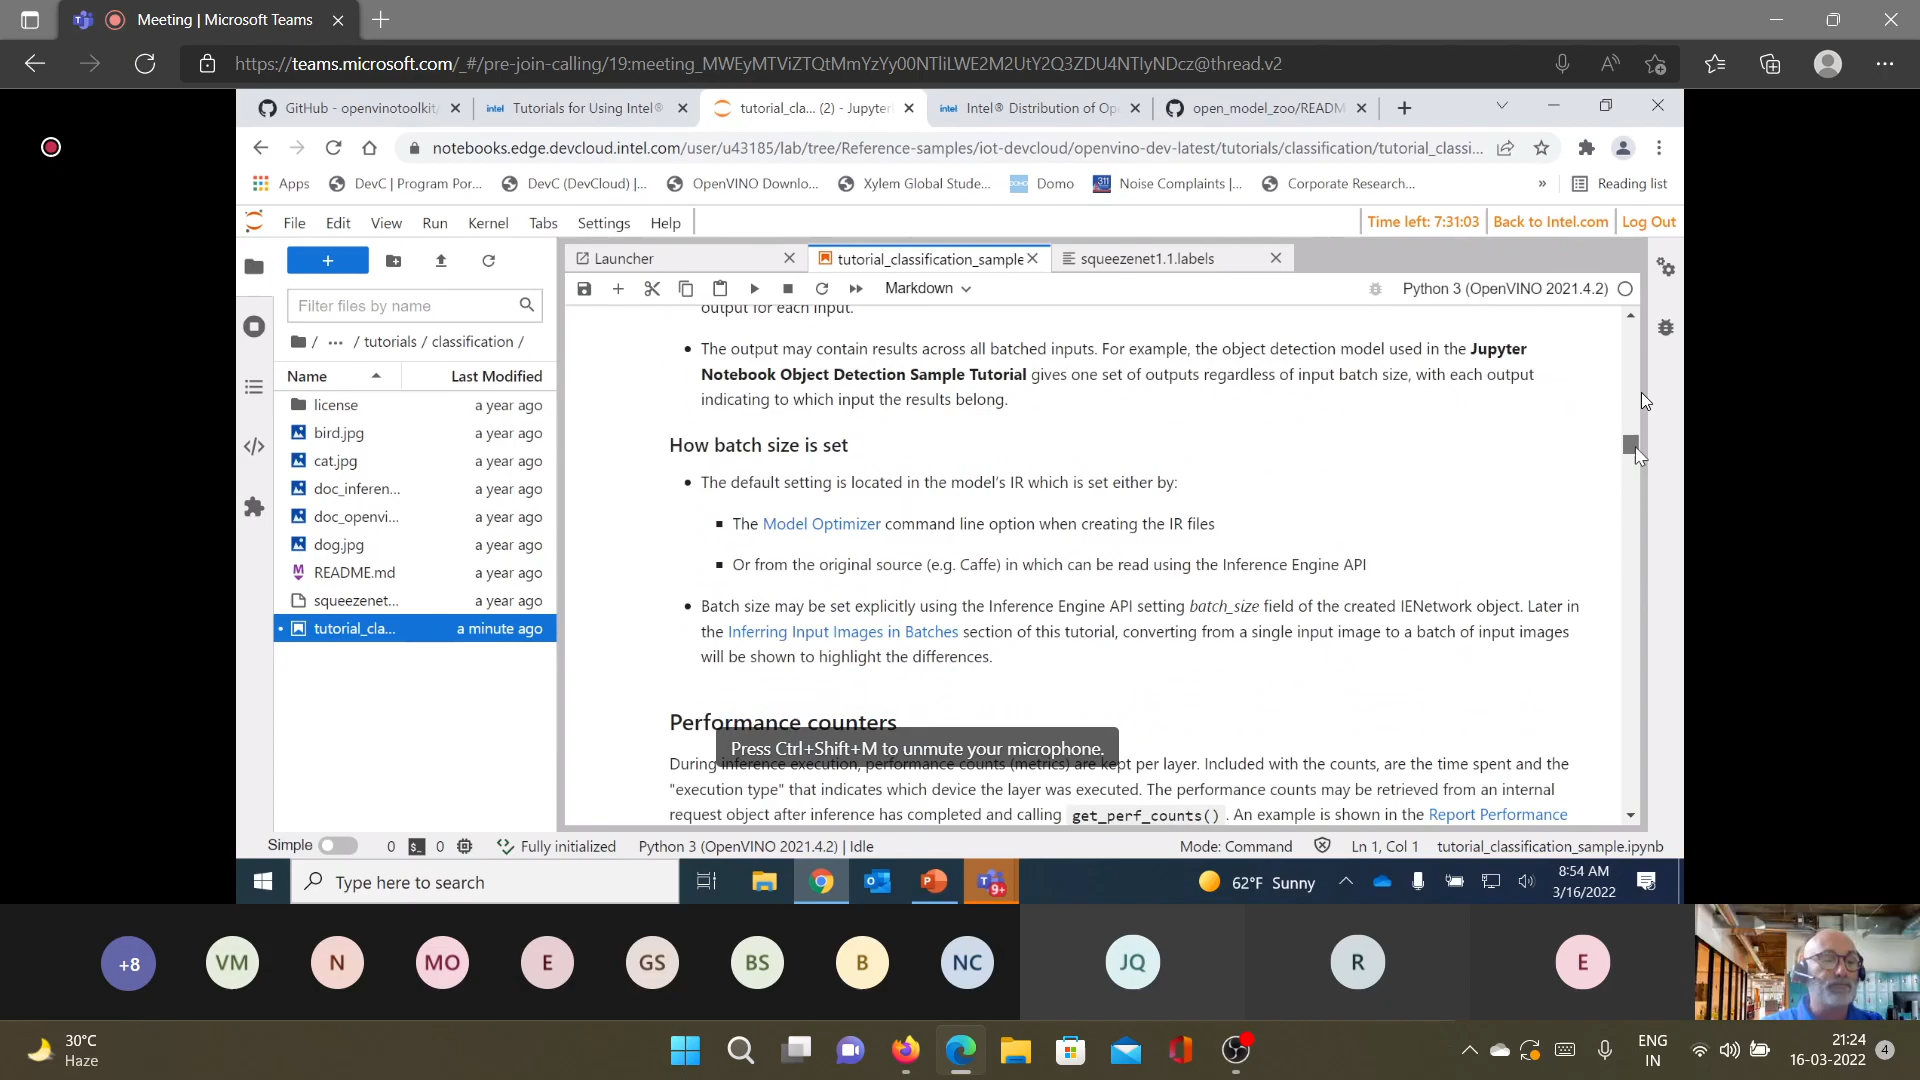 Meeting | Microsoft Teams
https://teams.microsoft.com/_#/pre-join-calling/19:meeting_MWEyMTViZTQtMmYzYy00NTliLWE2M2UtY2Q3ZDU4NTIyNDcz@thread.v2
GitHub - openvinotoolkit/
intel Tutorials for Using Intel®
tutorial_cla... (2) - Jupyter
intel Intel® Distribution of Op
open_model_zoo/READM
notebooks.edge.devcloud.intel.com/user/u43185/lab/tree/Reference-samples/iot-devcloud/openvino-dev-latest/tutorials/classification/tutorial_classi...
Apps
DevC | Program Por...
DevC (DevCloud) |...
OpenVINO Downlo...
Xylem Global Stude...
DOMO Domo
311 Noise Complaints |...
Corporate Research...
»
Reading list
File Edit View Run Kernel Tabs Settings Help
Time left: 7:31:03 Back to Intel.com Log Out
Launcher
tutorial_classification_sample
squeezenet1.1.labels
Markdown
Python 3 (OpenVINO 2021.4.2)
Filter files by name
/ ··· / tutorials / classification /
Name Last Modified
license a year ago
bird.jpg a year ago
cat.jpg a year ago
doc_inferen... a year ago
doc_openvi... a year ago
dog.jpg a year ago
README.md a year ago
squeezenet... a year ago
tutorial_cla... a minute ago
output for each input.
• The output may contain results across all batched inputs. For example, the object detection model used in the Jupyter
Notebook Object Detection Sample Tutorial gives one set of outputs regardless of input batch size, with each output
indicating to which input the results belong.
How batch size is set
• The default setting is located in the model's IR which is set either by:
▪ The Model Optimizer command line option when creating the IR files
▪ Or from the original source (e.g. Caffe) in which can be read using the Inference Engine API
• Batch size may be set explicitly using the Inference Engine API setting batch_size field of the created IENetwork object. Later in
the Inferring Input Images in Batches section of this tutorial, converting from a single input image to a batch of input images
will be shown to highlight the differences.
Performance counters
Press Ctrl+Shift+M to unmute your microphone.
During inference execution, performance counts (metrics) are kept per layer. Included with the counts, are the time spent and the
"execution type" that indicates which device the layer was executed. The performance counts may be retrieved from an internal
request object after inference has completed and calling get_perf_counts() . An example is shown in the Report Performance
Simple 0 0 Fully initialized Python 3 (OpenVINO 2021.4.2) | Idle
Mode: Command Ln 1, Col 1 tutorial_classification_sample.ipynb
Type here to search
9+
62°F Sunny
8:54 AM
3/16/2022
+8
VM
N
MO
E
GS
BS
B
NC
JQ
R
E
30°C
Haze
ENG
IN
21:24
16-03-2022
4